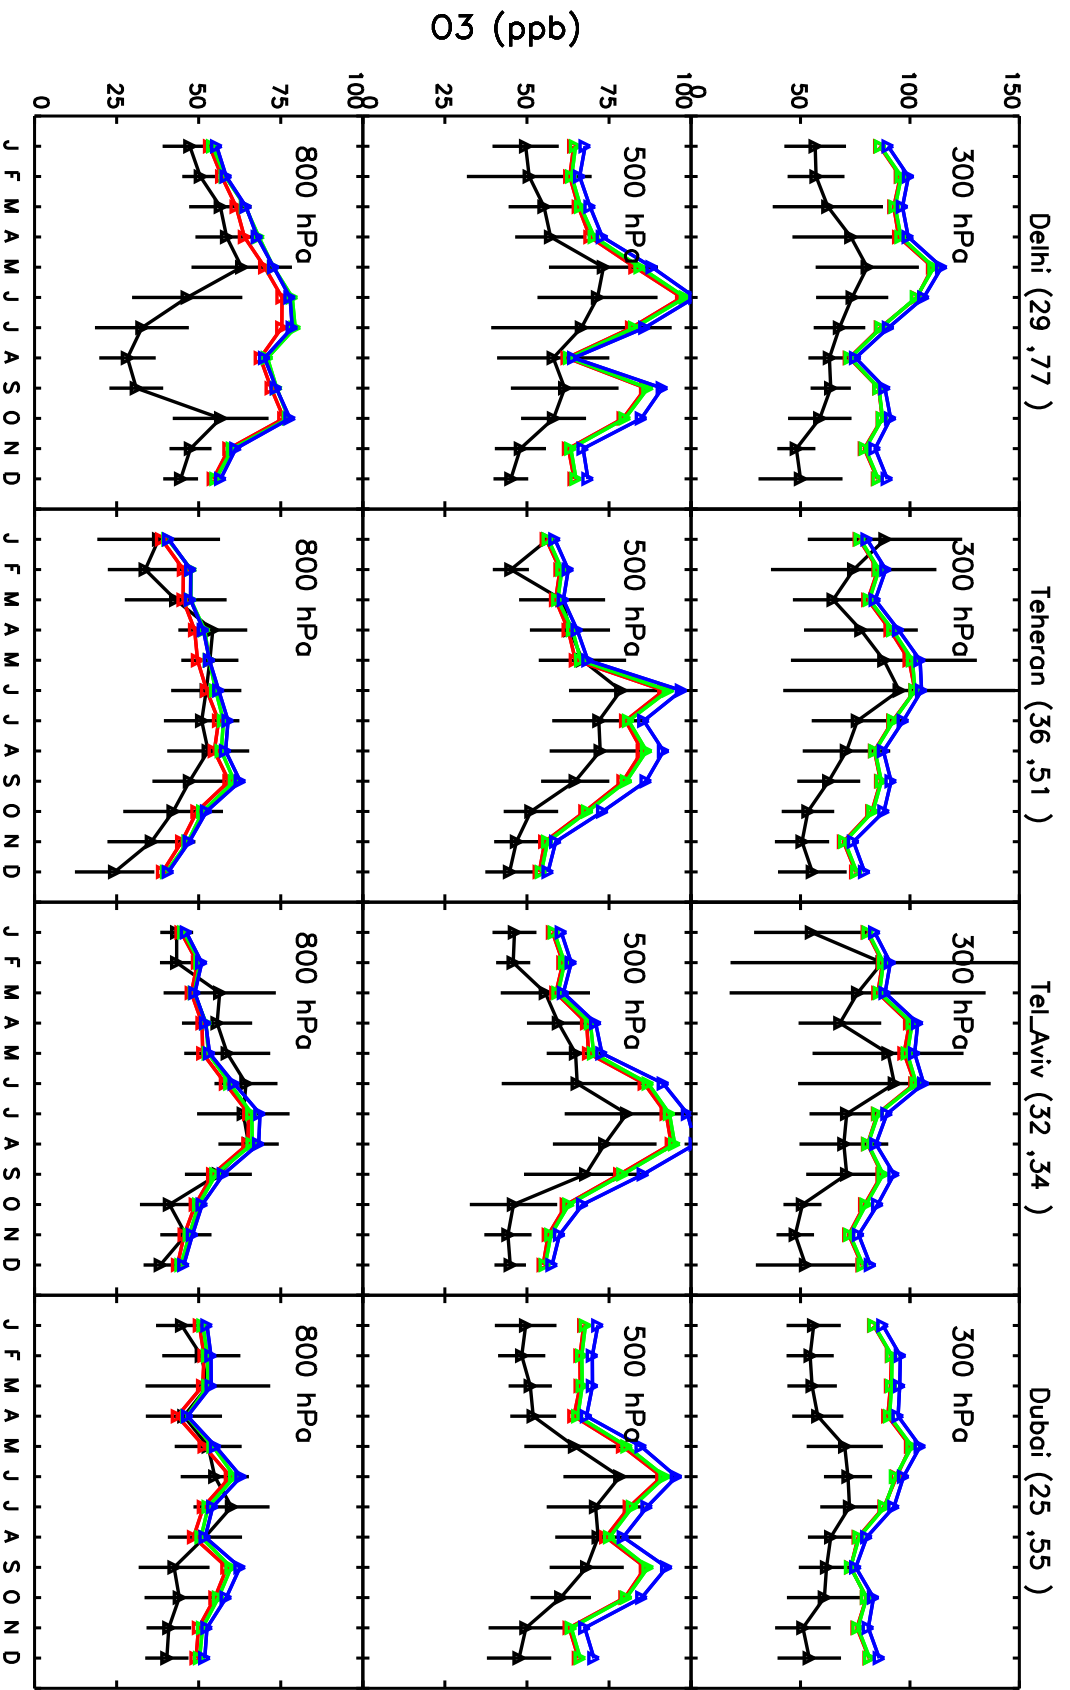 Delhi (29 ,77 )
Teheran (36 ,51 )
Tel_Aviv (32 ,34 )
Dubai (25 ,55 )
O3 (ppb)
150
100
50
0
300 hPa
300 hPa
300 hPa
300 hPa
100
75
50
0
500 hPa
500 hPa
500 hPa
500 hPa
100
75
50
25
0
800 hPa
800 hPa
800 hPa
800 hPa
J F M A M J J A S O N D
J F M A M J J A S O N D
J F M A M J J A S O N D
J F M A M J J A S O N D